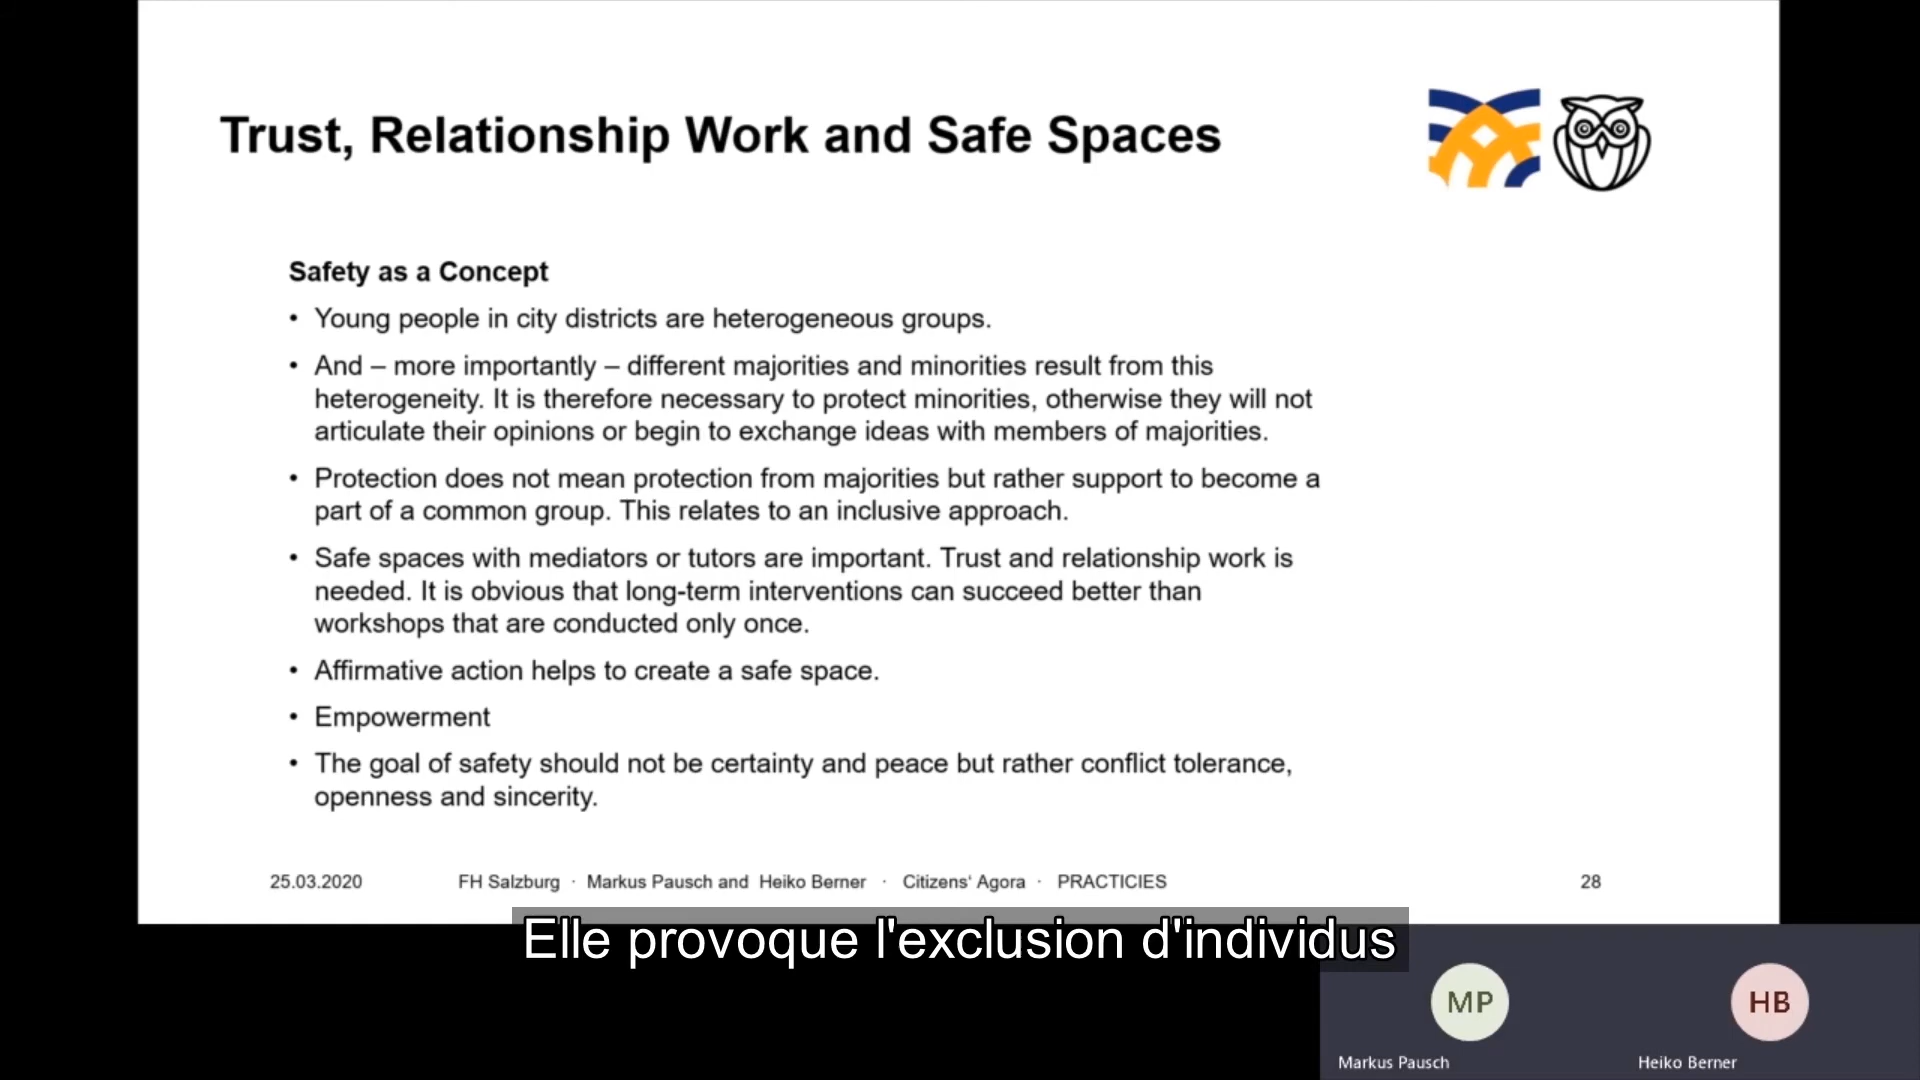 Trust, Relationship Work and Safe Spaces
Safety as a Concept
• Young people in city districts are heterogeneous groups.
• And – more importantly – different majorities and minorities result from this
heterogeneity. It is therefore necessary to protect minorities, otherwise they will not
articulate their opinions or begin to exchange ideas with members of majorities.
• Protection does not mean protection from majorities but rather support to become a
part of a common group. This relates to an inclusive approach.
• Safe spaces with mediators or tutors are important. Trust and relationship work is
needed. It is obvious that long-term interventions can succeed better than
workshops that are conducted only once.
• Affirmative action helps to create a safe space.
• Empowerment
• The goal of safety should not be certainty and peace but rather conflict tolerance,
openness and sincerity.
25.03.2020 FH Salzburg · Markus Pausch and Heiko Berner · Citizens‘ Agora · PRACTICIES 28
Elle provoque l'exclusion d'individus
MP HB
Markus Pausch Heiko Berner